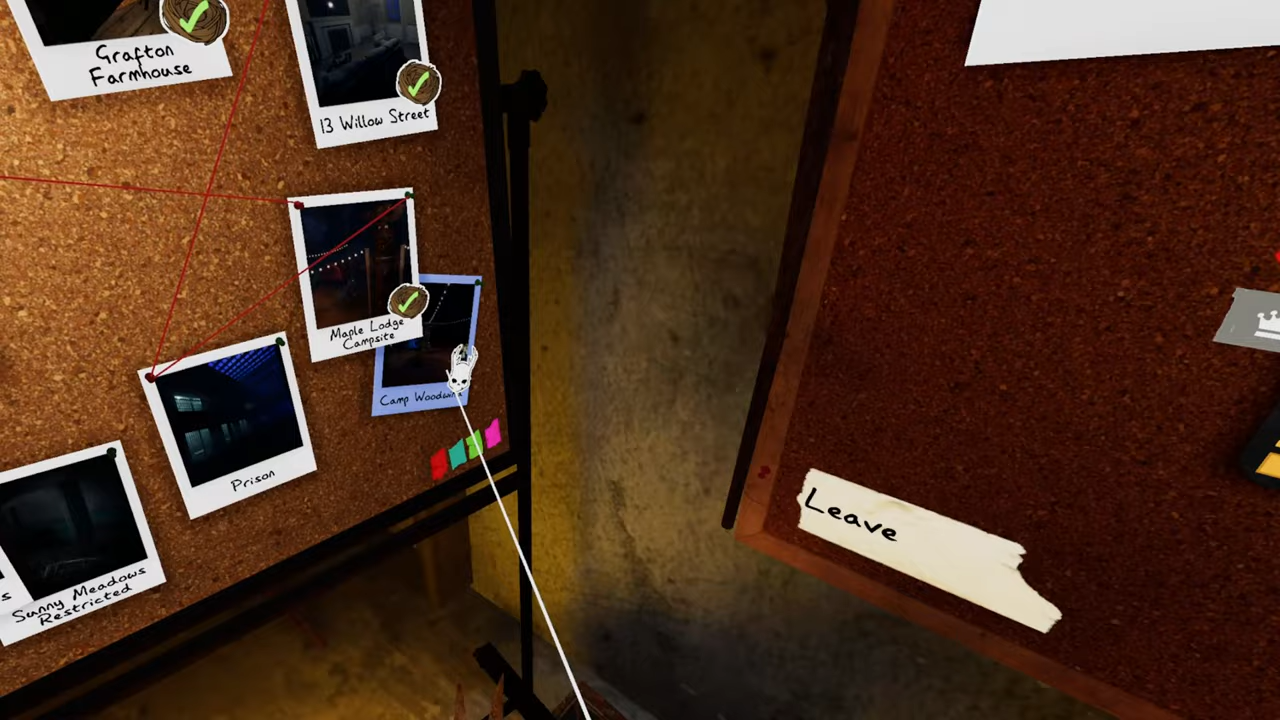 Grafton
Farmhouse
13 Willow Street
Maple Lodge
Campsite
Camp Woodwind
Prison
Sunny Meadows
Restricted
Leave